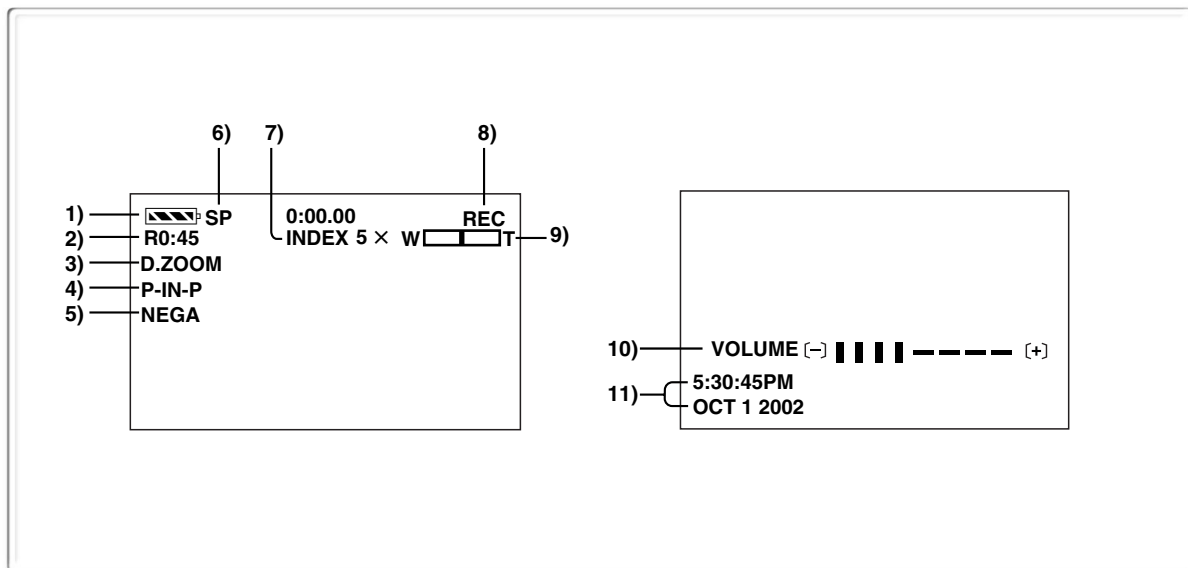 6) 7) 8)
1) SP 0:00.00 REC
2) R0:45 INDEX 5 × W T 9)
3) D.ZOOM
4) P-IN-P
5) NEGA
10) VOLUME [−] [+]
11) 5:30:45PM
OCT 1 2002